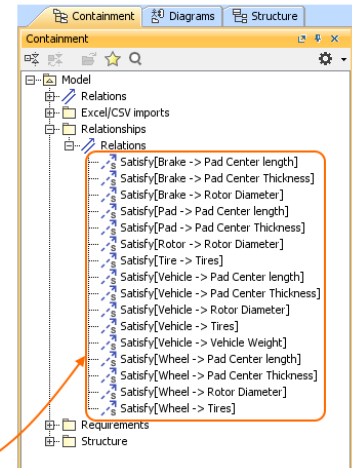 Containment
Diagrams
Structure
Containment
Model
Relations
Excel/CSV imports
Relationships
Relations
Satisfy[Brake -> Pad Center length]
Satisfy[Brake -> Pad Center Thickness]
Satisfy[Brake -> Rotor Diameter]
Satisfy[Pad -> Pad Center length]
Satisfy[Pad -> Pad Center Thickness]
Satisfy[Rotor -> Rotor Diameter]
Satisfy[Tire -> Tires]
Satisfy[Vehicle -> Pad Center length]
Satisfy[Vehicle -> Pad Center Thickness]
Satisfy[Vehicle -> Rotor Diameter]
Satisfy[Vehicle -> Tires]
Satisfy[Vehicle -> Vehicle Weight]
Satisfy[Wheel -> Pad Center length]
Satisfy[Wheel -> Pad Center Thickness]
Satisfy[Wheel -> Rotor Diameter]
Satisfy[Wheel -> Tires]
Requirements
Structure